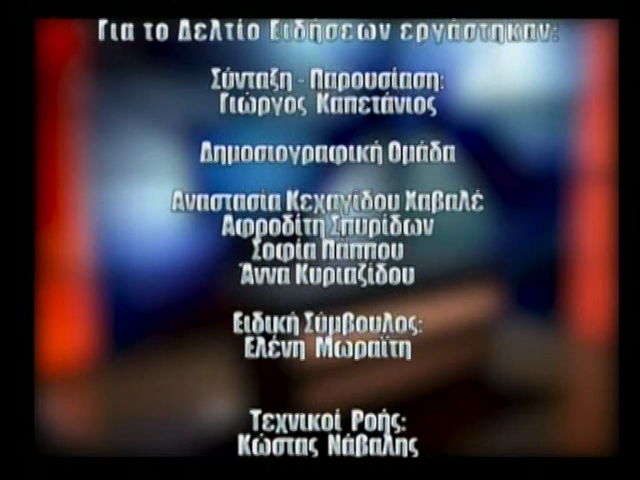 Για το Δελτίο Ειδήσεων εργάστηκαν:
Σύνταξη - Παρουσίαση:
Γιώργος Καπετάνιος
Δημοσιογραφική Ομάδα
Αναστασία Κεχαγίδου Χαβαλέ
Αφροδίτη Σπυρίδων
Σοφία Πάππου
Άννα Κυριαζίδου
Ειδική Σύμβουλος:
Ελένη Μωραΐτη
Τεχνικοί Ροής:
Κώστας Νάβαλης